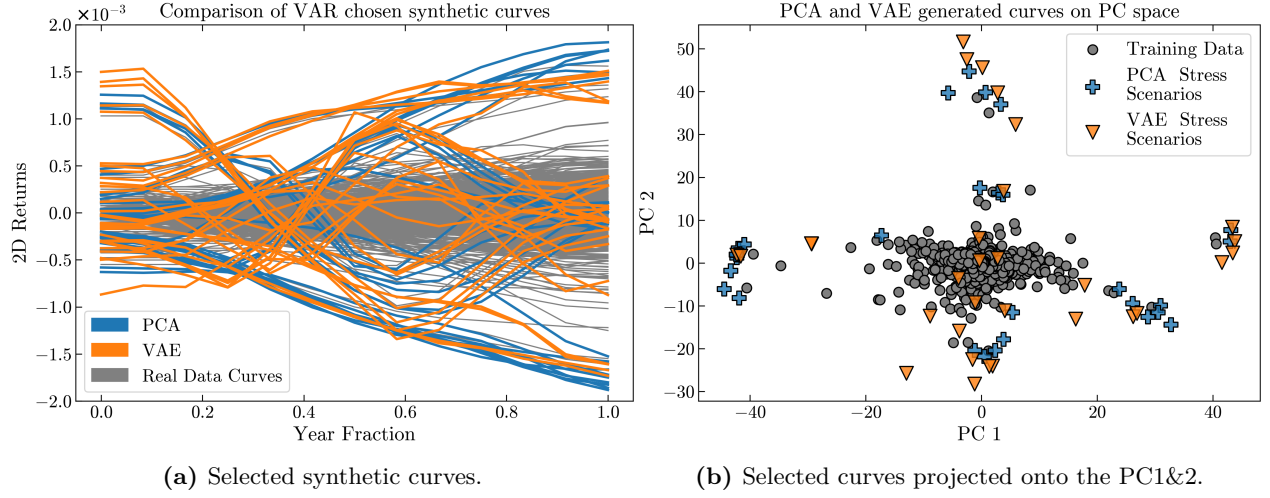 Comparison of VAR chosen synthetic curves
×10⁻³
2.0
1.5
1.0
0.5
0.0
−0.5
−1.0
−1.5
−2.0
2D Returns
PCA
VAE
Real Data Curves
0.0 0.2 0.4 0.6 0.8 1.0
Year Fraction
(a) Selected synthetic curves.
PCA and VAE generated curves on PC space
50
40
30
20
10
0
−10
−20
−30
PC 2
Training Data
PCA Stress
Scenarios
VAE Stress
Scenarios
−40 −20 0 20 40
PC 1
(b) Selected curves projected onto the PC1&2.